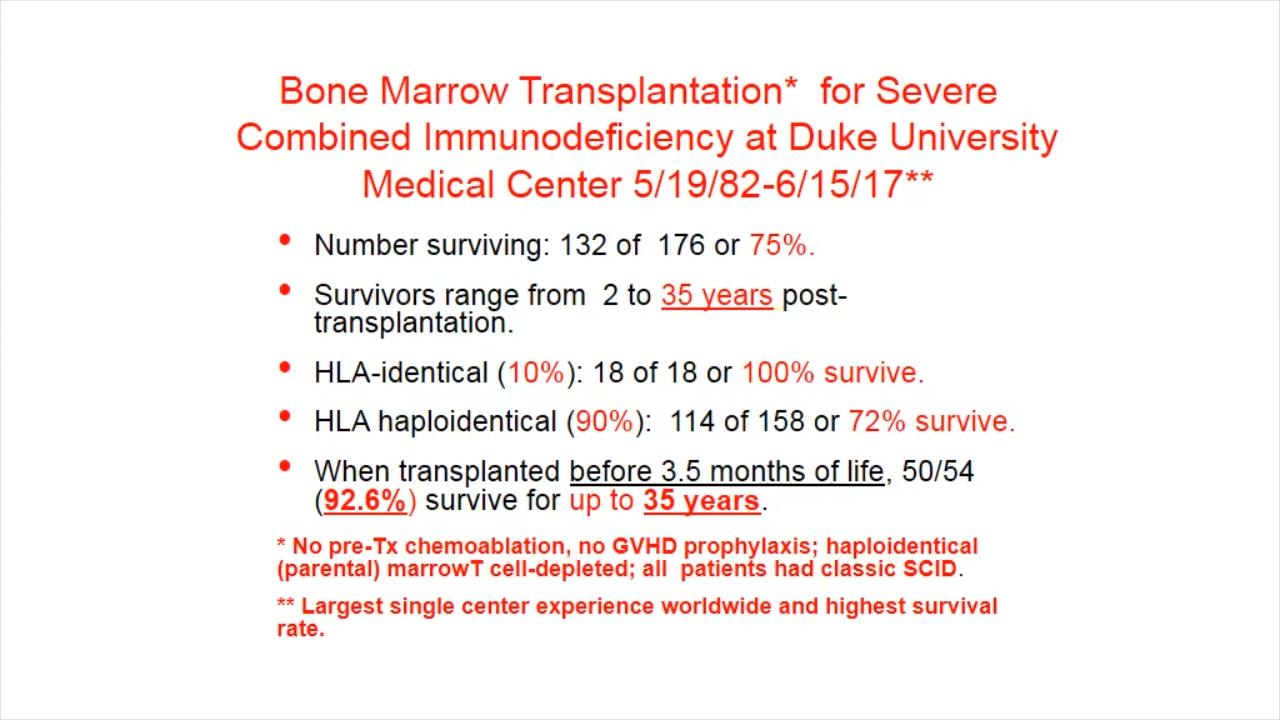 Bone Marrow Transplantation*  for Severe
Combined Immunodeficiency at Duke University
Medical Center 5/19/82-6/15/17**
• Number surviving: 132 of  176 or 75%.
• Survivors range from  2 to 35 years post-
transplantation.
• HLA-identical (10%): 18 of 18 or 100% survive.
• HLA haploidentical (90%):  114 of 158 or 72% survive.
• When transplanted before 3.5 months of life, 50/54
(92.6%) survive for up to 35 years.
* No pre-Tx chemoablation, no GVHD prophylaxis; haploidentical
(parental) marrowT cell-depleted; all  patients had classic SCID.
** Largest single center experience worldwide and highest survival
rate.